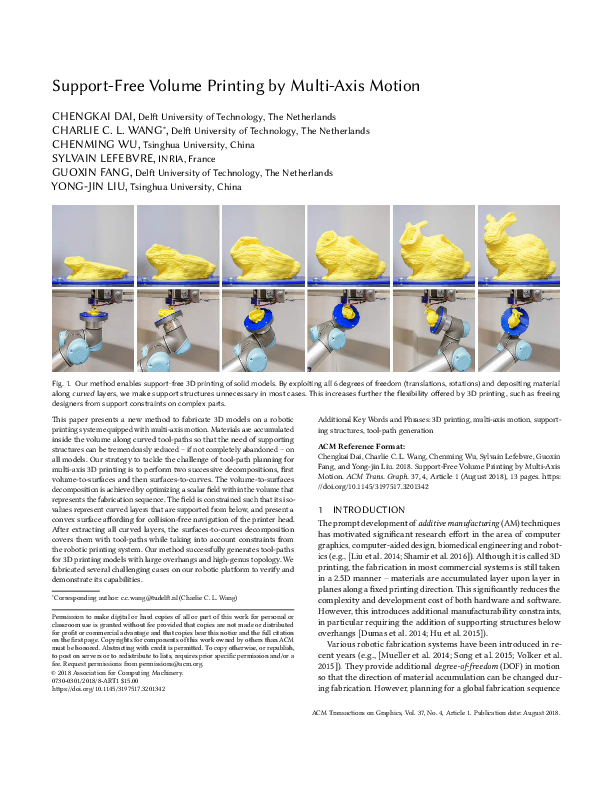 Support-Free Volume Printing by Multi-Axis Motion
CHENGKAI DAI, Delft University of Technology, The Netherlands
CHARLIE C. L. WANG*, Delft University of Technology, The Netherlands
CHENMING WU, Tsinghua University, China
SYLVAIN LEFEBVRE, INRIA, France
GUOXIN FANG, Delft University of Technology, The Netherlands
YONG-JIN LIU, Tsinghua University, China
Fig. 1. Our method enables support-free 3D printing of solid models. By exploiting all 6 degrees of freedom (translations, rotations) and depositing material
along curved layers, we make support structures unnecessary in most cases. This increases further the flexibility offered by 3D printing, such as freeing
designers from support constraints on complex parts.
This paper presents a new method to fabricate 3D models on a robotic
printing system equipped with multi-axis motion. Materials are accumulated
inside the volume along curved tool-paths so that the need of supporting
structures can be tremendously reduced – if not completely abandoned – on
all models. Our strategy to tackle the challenge of tool-path planning for
multi-axis 3D printing is to perform two successive decompositions, first
volume-to-surfaces and then surfaces-to-curves. The volume-to-surfaces
decomposition is achieved by optimizing a scalar field within the volume that
represents the fabrication sequence. The field is constrained such that its iso-
values represent curved layers that are supported from below, and present a
convex surface affording for collision-free navigation of the printer head.
After extracting all curved layers, the surfaces-to-curves decomposition
covers them with tool-paths while taking into account constraints from
the robotic printing system. Our method successfully generates tool-paths
for 3D printing models with large overhangs and high-genus topology. We
fabricated several challenging cases on our robotic platform to verify and
demonstrate its capabilities.
*Corresponding author: c.c.wang@tudelft.nl (Charlie C. L. Wang)
Permission to make digital or hard copies of all or part of this work for personal or
classroom use is granted without fee provided that copies are not made or distributed
for profit or commercial advantage and that copies bear this notice and the full citation
on the first page. Copyrights for components of this work owned by others than ACM
must be honored. Abstracting with credit is permitted. To copy otherwise, or republish,
to post on servers or to redistribute to lists, requires prior specific permission and/or a
fee. Request permissions from permissions@acm.org.
© 2018 Association for Computing Machinery.
0730-0301/2018/8-ART1 $15.00
https://doi.org/10.1145/3197517.3201342
Additional Key Words and Phrases: 3D printing, multi-axis motion, support-
ing structures, tool-path generation
ACM Reference Format:
Chengkai Dai, Charlie C. L. Wang, Chenming Wu, Sylvain Lefebvre, Guoxin
Fang, and Yong-Jin Liu. 2018. Support-Free Volume Printing by Multi-Axis
Motion. ACM Trans. Graph. 37, 4, Article 1 (August 2018), 13 pages. https:
//doi.org/10.1145/3197517.3201342
1 INTRODUCTION
The prompt development of additive manufacturing (AM) techniques
has motivated significant research effort in the area of computer
graphics, computer-aided design, biomedical engineering and robot-
ics (e.g., [Liu et al. 2014; Shamir et al. 2016]). Although it is called 3D
printing, the fabrication in most commercial systems is still taken
in a 2.5D manner – materials are accumulated layer upon layer in
planes along a fixed printing direction. This significantly reduces the
complexity and development cost of both hardware and software.
However, this introduces additional manufacturability constraints,
in particular requiring the addition of supporting structures below
overhangs [Dumas et al. 2014; Hu et al. 2015]).
Various robotic fabrication systems have been introduced in re-
cent years (e.g., [Mueller et al. 2014; Song et al. 2015; Volker et al.
2015]). They provide additional degree-of-freedom (DOF) in motion
so that the direction of material accumulation can be changed dur-
ing fabrication. However, planning for a global fabrication sequence
ACM Transactions on Graphics, Vol. 37, No. 4, Article 1. Publication date: August 2018.